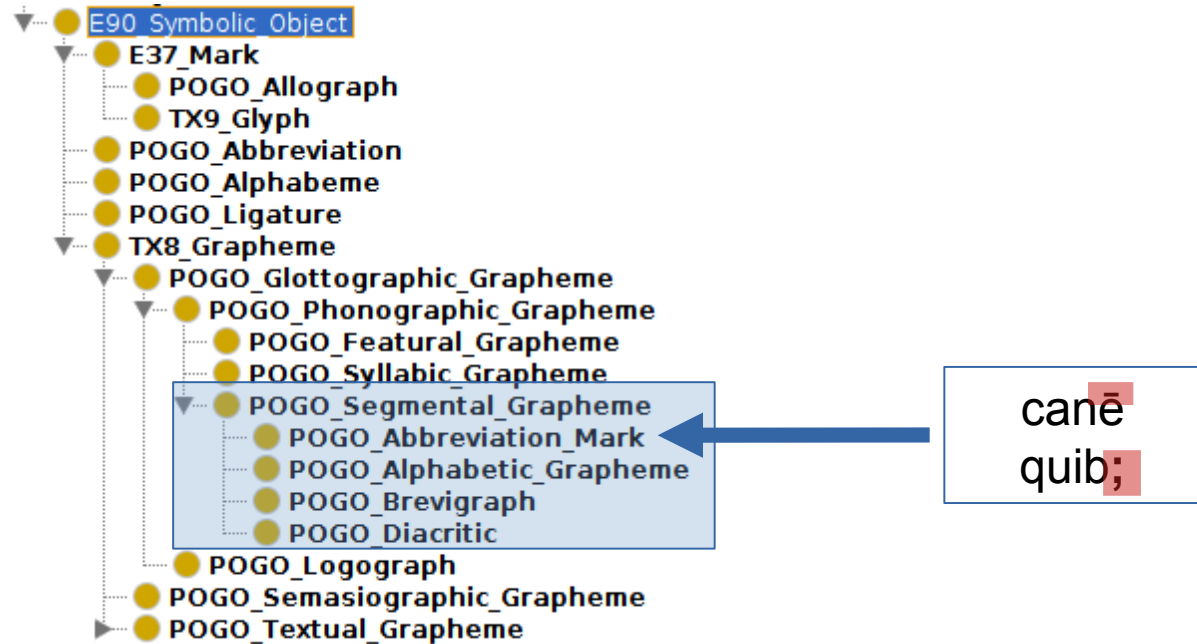 E90_Symbolic_Object
E37_Mark
POGO_Allograph
TX9_Glyph
POGO_Abbreviation
POGO_Alphabeme
POGO_Ligature
TX8_Grapheme
POGO_Glottographic_Grapheme
POGO_Phonographic_Grapheme
POGO_Featural_Grapheme
POGO_Syllabic_Grapheme
POGO_Segmental_Grapheme
POGO_Abbreviation_Mark
POGO_Alphabetic_Grapheme
POGO_Brevigraph
POGO_Diacritic
POGO_Logograph
POGO_Semasiographic_Grapheme
POGO_Textual_Grapheme
canē
quib;